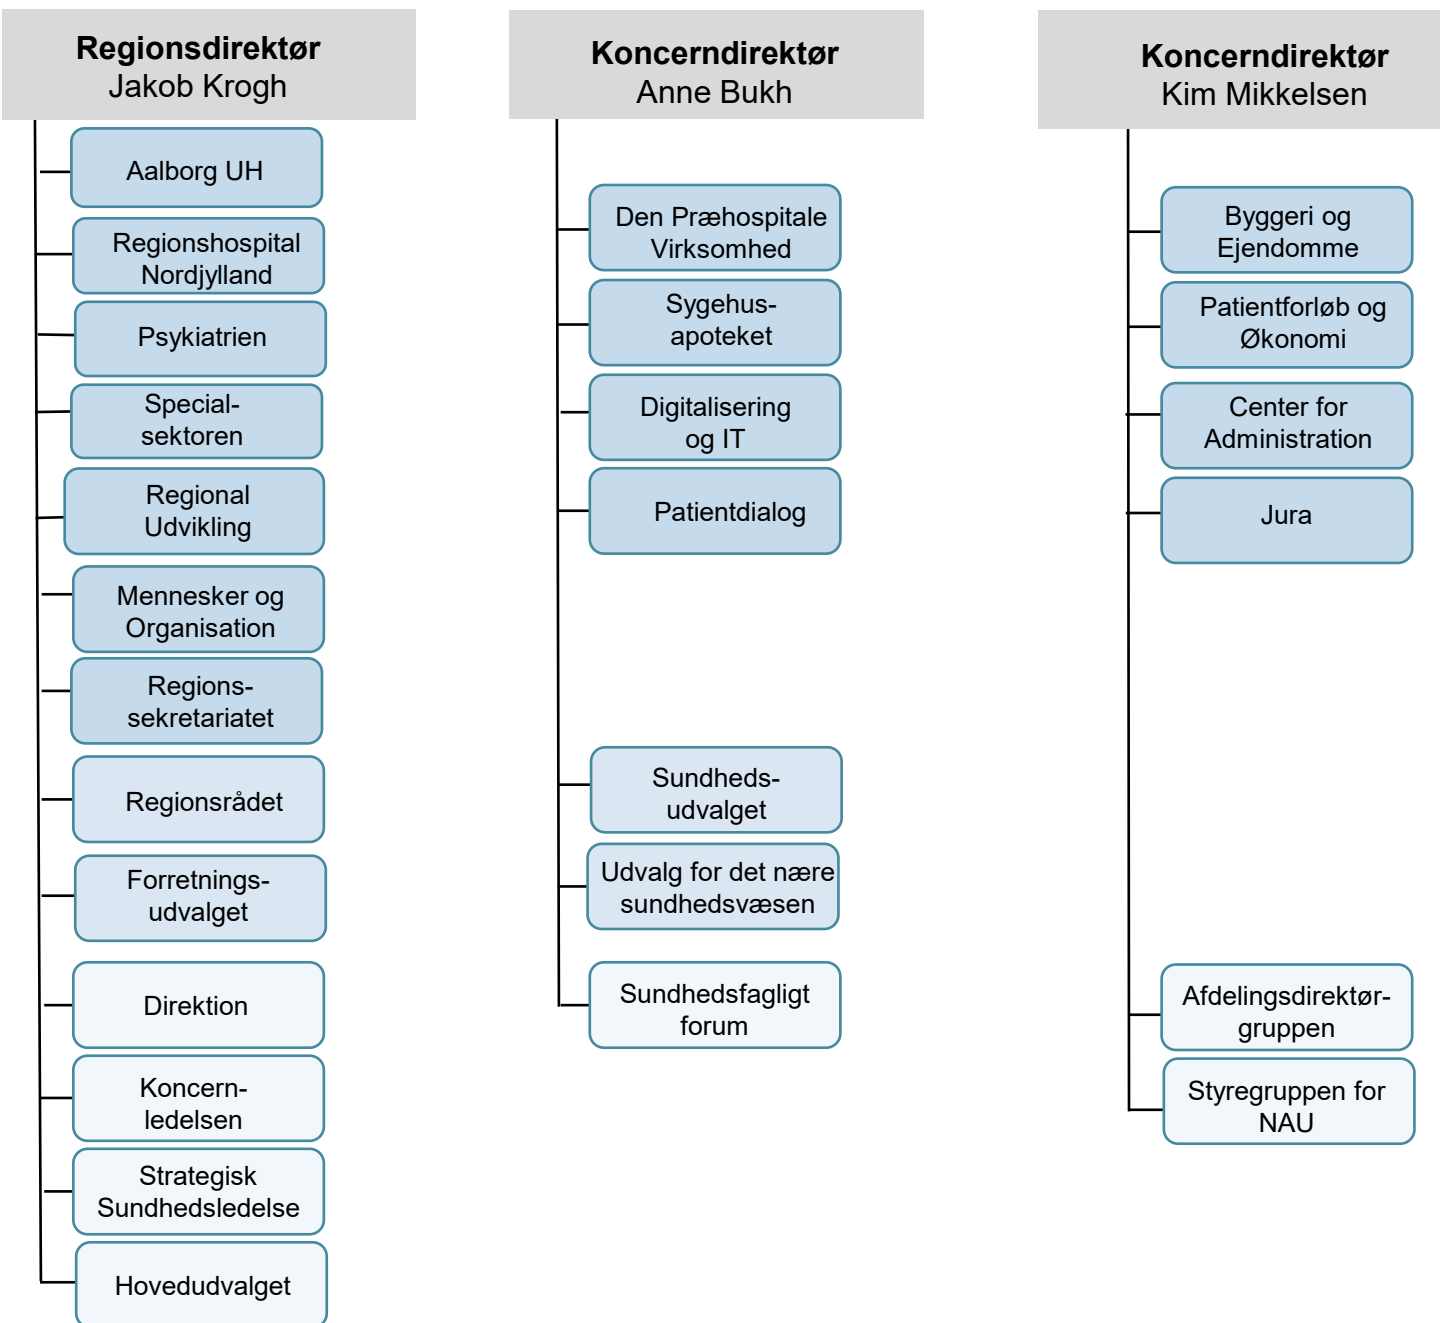 Regionsdirektør
Jakob Krogh
Aalborg UH
Regionshospital
Nordjylland
Psykiatrien
Special-
sektoren
Regional
Udvikling
Mennesker og
Organisation
Regions-
sekretariatet
Regionsrådet
Forretnings-
udvalget
Direktion
Koncern-
ledelsen
Strategisk
Sundhedsledelse
Hovedudvalget
Koncerndirektør
Anne Bukh
Den Præhospitale
Virksomhed
Sygehus-
apoteket
Digitalisering
og IT
Patientdialog
Sundheds-
udvalget
Udvalg for det nære
sundhedsvæsen
Sundhedsfagligt
forum
Koncerndirektør
Kim Mikkelsen
Byggeri og
Ejendomme
Patientforløb og
Økonomi
Center for
Administration
Jura
Afdelingsdirektør-
gruppen
Styregruppen for
NAU